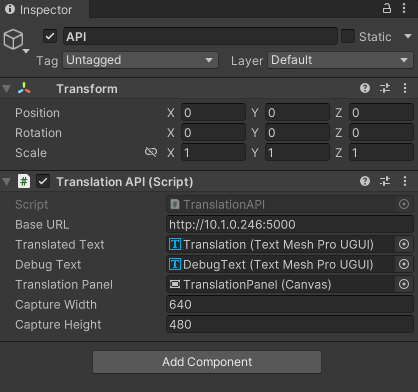 Inspector
API Static
Tag Untagged Layer Default
Transform
Position X 0 Y 0 Z 0
Rotation X 0 Y 0 Z 0
Scale X 1 Y 1 Z 1
# Translation API (Script)
Script # TranslationAPI
Base URL http://10.1.0.246:5000
Translated Text T Translation (Text Mesh Pro UGUI)
Debug Text T DebugText (Text Mesh Pro UGUI)
Translation Panel TranslationPanel (Canvas)
Capture Width 640
Capture Height 480
Add Component